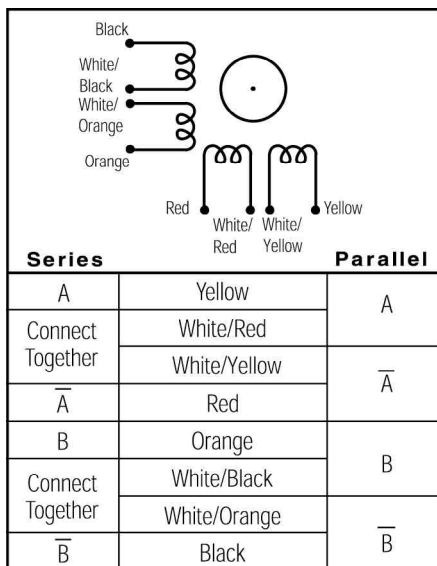 Black
White/
Black
White/
Orange
Orange
Red
White/
Red
White/
Yellow
Yellow
Series
Parallel
A
Yellow
A
Connect
Together
White/Red
White/Yellow
A̅
A̅
Red
B
Orange
B
Connect
Together
White/Black
White/Orange
B̅
B̅
Black